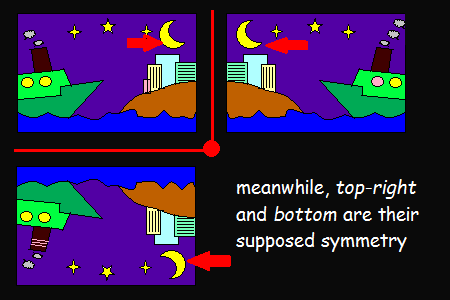 meanwhile, top-right
and bottom are their
supposed symmetry